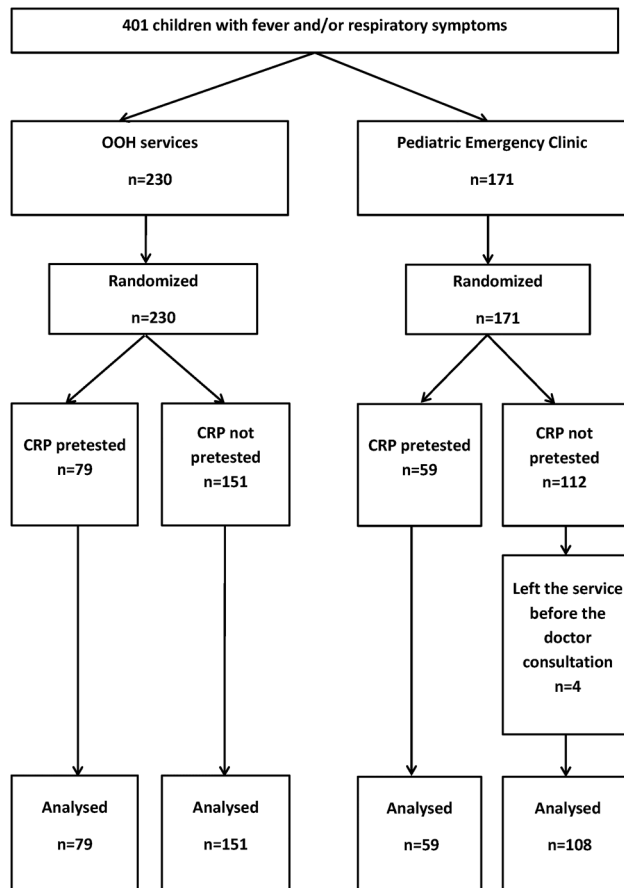 401 children with fever and/or respiratory symptoms
OOH services
n=230
Pediatric Emergency Clinic
n=171
Randomized
n=230
Randomized
n=171
CRP pretested
n=79
CRP not
pretested
n=151
CRP pretested
n=59
CRP not
pretested
n=112
Left the service
before the
doctor
consultation
n=4
Analysed
n=79
Analysed
n=151
Analysed
n=59
Analysed
n=108